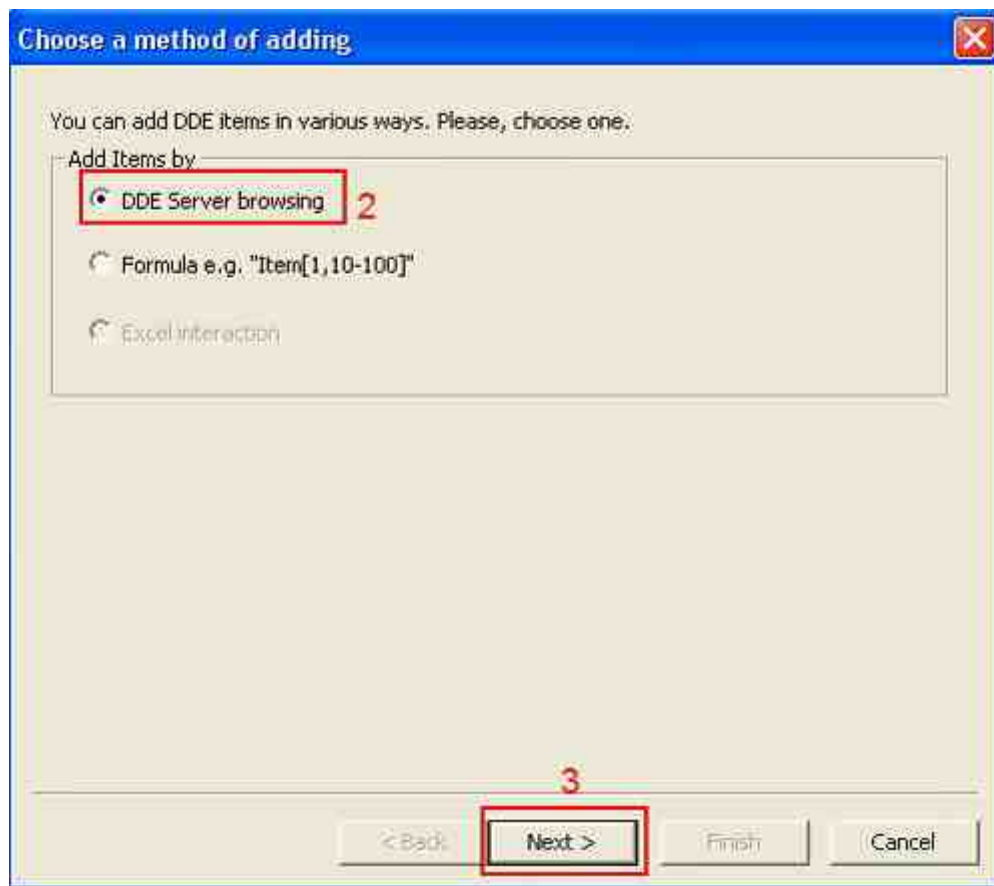 Choose a method of adding
You can add DDE items in various ways. Please, choose one.
Add Items by
DDE Server browsing
2
Formula e.g. "Item[1,10-100]"
Excel interaction
3
< Back
Next >
Finish
Cancel